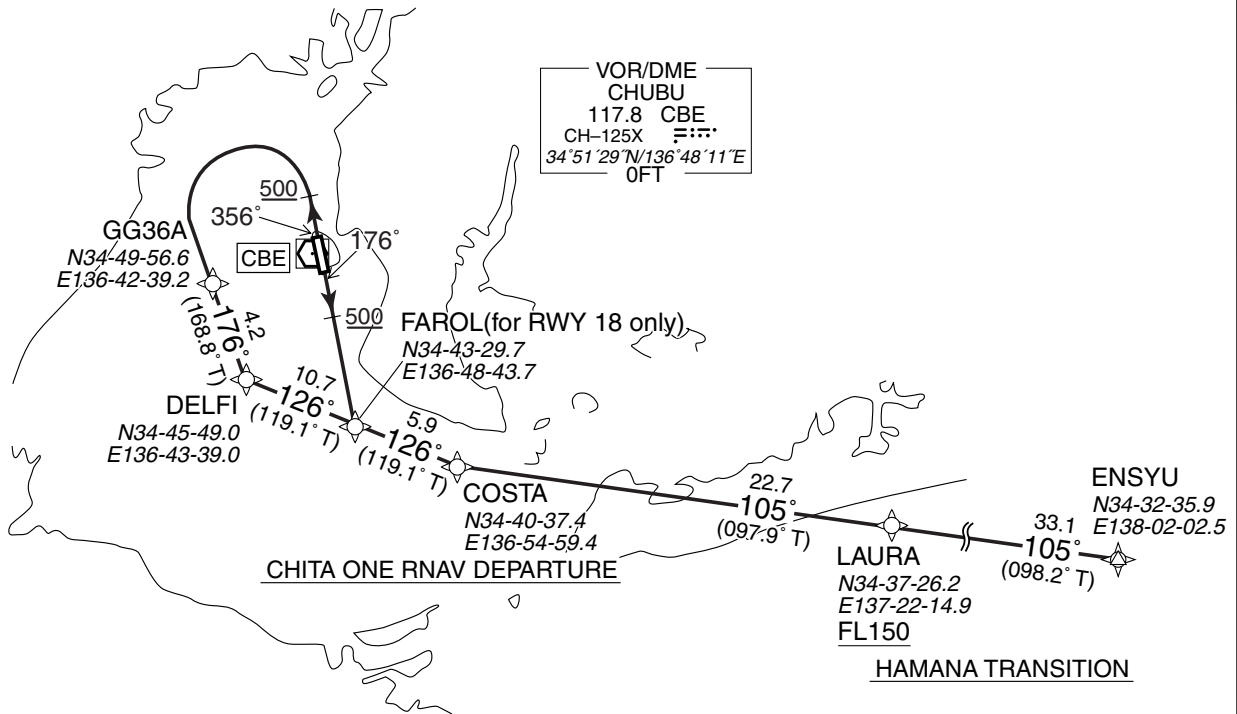 VOR/DME
CHUBU
117.8 CBE
CH–125X
34°51´29˝N/136°48´11˝E
0FT
500
356°
GG36A
N34-49-56.6
E136-42-39.2
CBE
176°
500
4.2
176°
(168.8° T)
FAROL(for RWY 18 only)
N34-43-29.7
E136-48-43.7
DELFI
N34-45-49.0
E136-43-39.0
10.7
126°
(119.1° T)
5.9
126°
(119.1° T)
COSTA
N34-40-37.4
E136-54-59.4
22.7
105°
(097.9° T)
ENSYU
N34-32-35.9
E138-02-02.5
33.1
105°
(098.2° T)
LAURA
N34-37-26.2
E137-22-14.9
FL150
CHITA ONE RNAV DEPARTURE
HAMANA TRANSITION